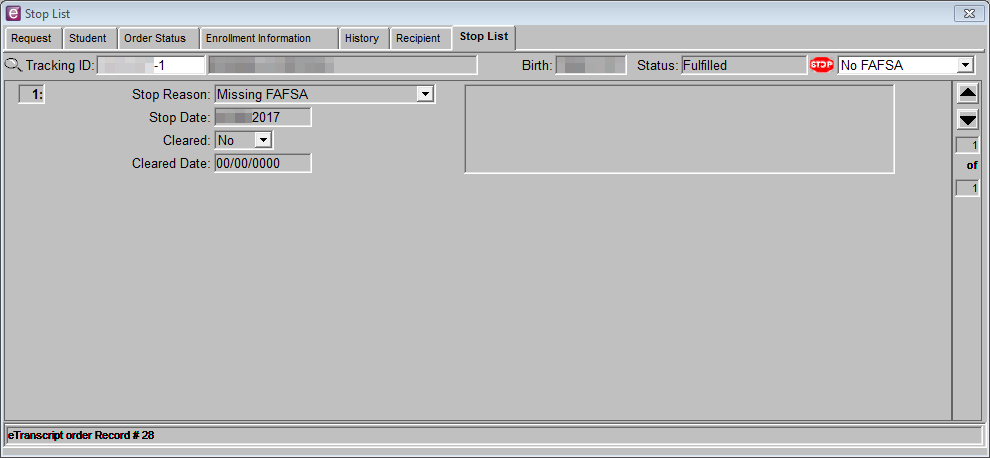 e Stop List
Request Student Order Status Enrollment Information History Recipient Stop List
Tracking ID: -1 Birth: Status: Fulfilled STOP No FAFSA
1: Stop Reason: Missing FAFSA
Stop Date: 2017
Cleared: No
1
Cleared Date: 00/00/0000
of
1
eTranscript order Record # 28